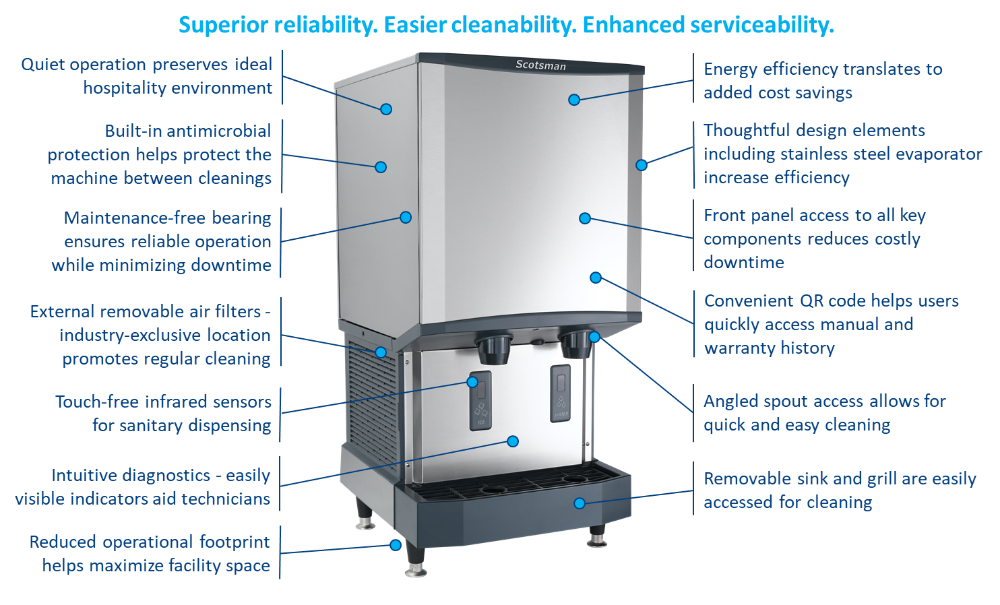 Superior reliability. Easier cleanability. Enhanced serviceability.
Quiet operation preserves ideal
hospitality environment
Built-in antimicrobial
protection helps protect the
machine between cleanings
Maintenance-free bearing
ensures reliable operation
while minimizing downtime
External removable air filters -
industry-exclusive location
promotes regular cleaning
Touch-free infrared sensors
for sanitary dispensing
Intuitive diagnostics - easily
visible indicators aid technicians
Reduced operational footprint
helps maximize facility space
Scotsman
ICE
WATER
Energy efficiency translates to
added cost savings
Thoughtful design elements
including stainless steel evaporator
increase efficiency
Front panel access to all key
components reduces costly
downtime
Convenient QR code helps users
quickly access manual and
warranty history
Angled spout access allows for
quick and easy cleaning
Removable sink and grill are easily
accessed for cleaning